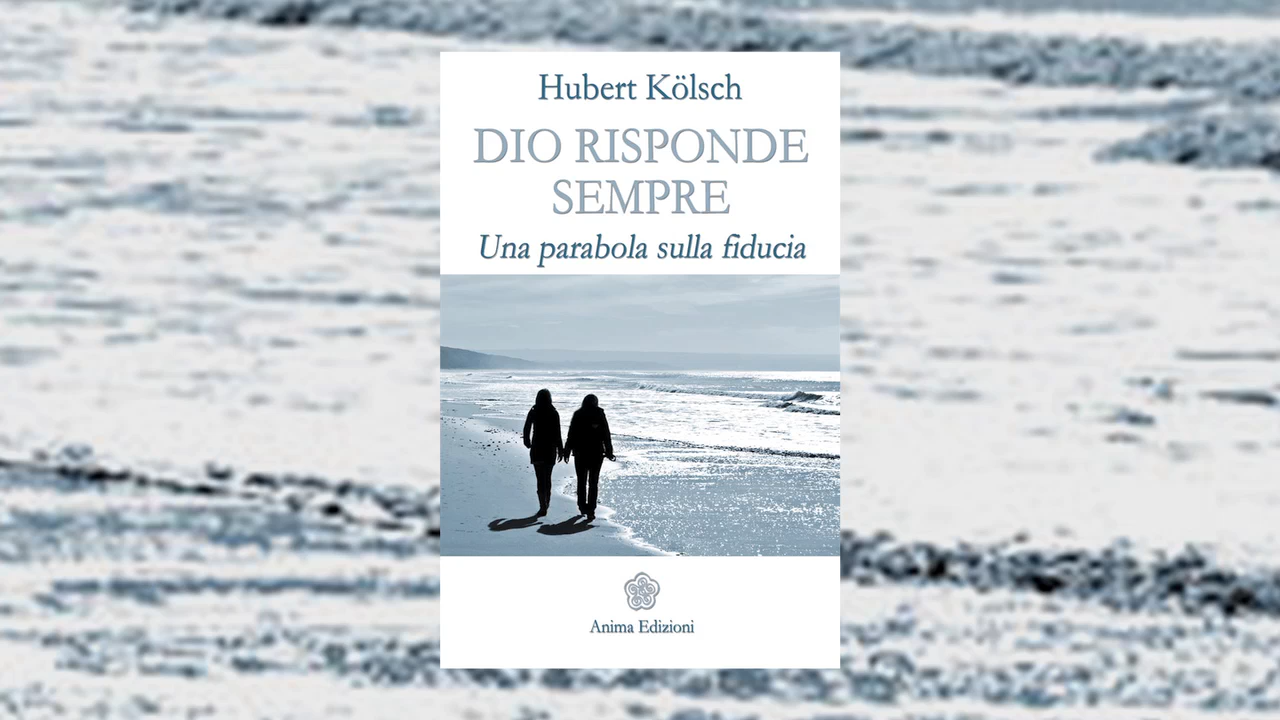 Hubert Kölsch
DIO RISPONDE
SEMPRE
Una parabola sulla fiducia
Anima Edizioni